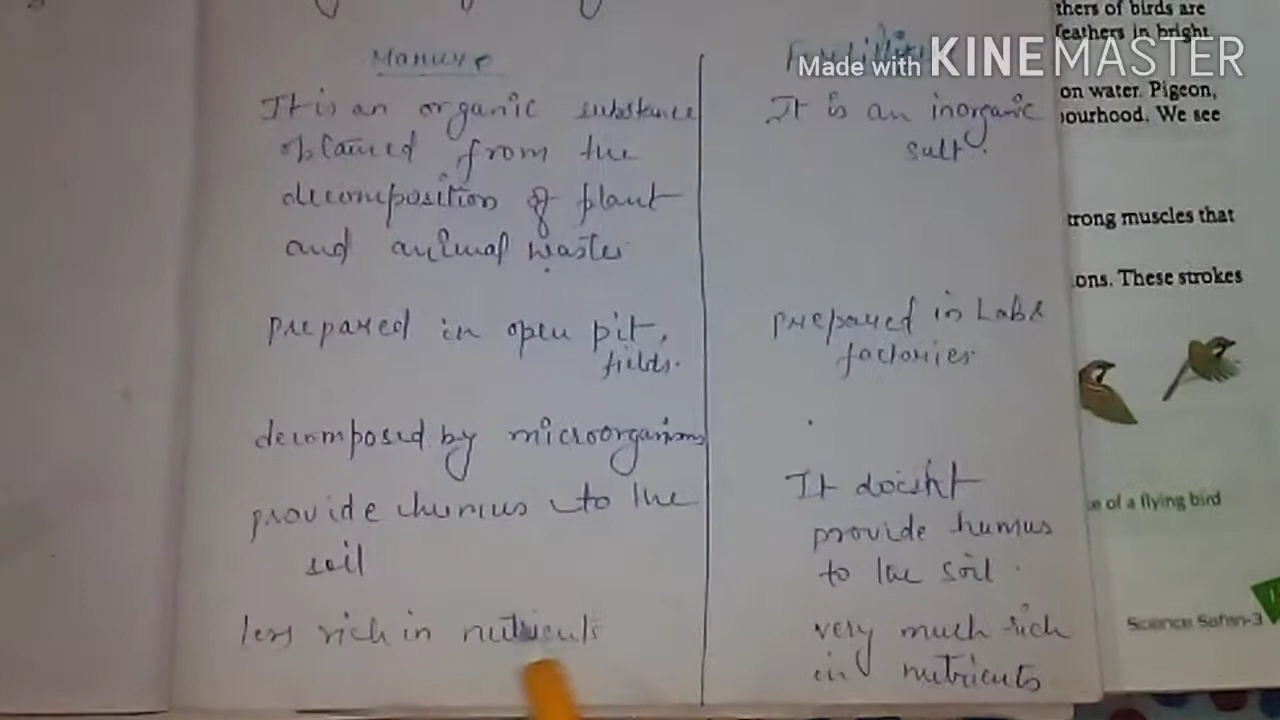 Manure
It is an organic substance
obtained from the
decomposition of plant
and animal wastes
prepared in open pit,
fields.
decomposed by microorganisms
provide humus to the
soil
less rich in nutrients
Made with KINEMASTER
It is an inorganic
salt.
prepared in Labs
factories
It doesn't
provide humus
to the soil.
very much rich
in nutrients
thers of birds are
feathers in bright
on water. Pigeon,
ourhood. We see
trong muscles that
ons. These strokes
e of a flying bird
Science Safari-3